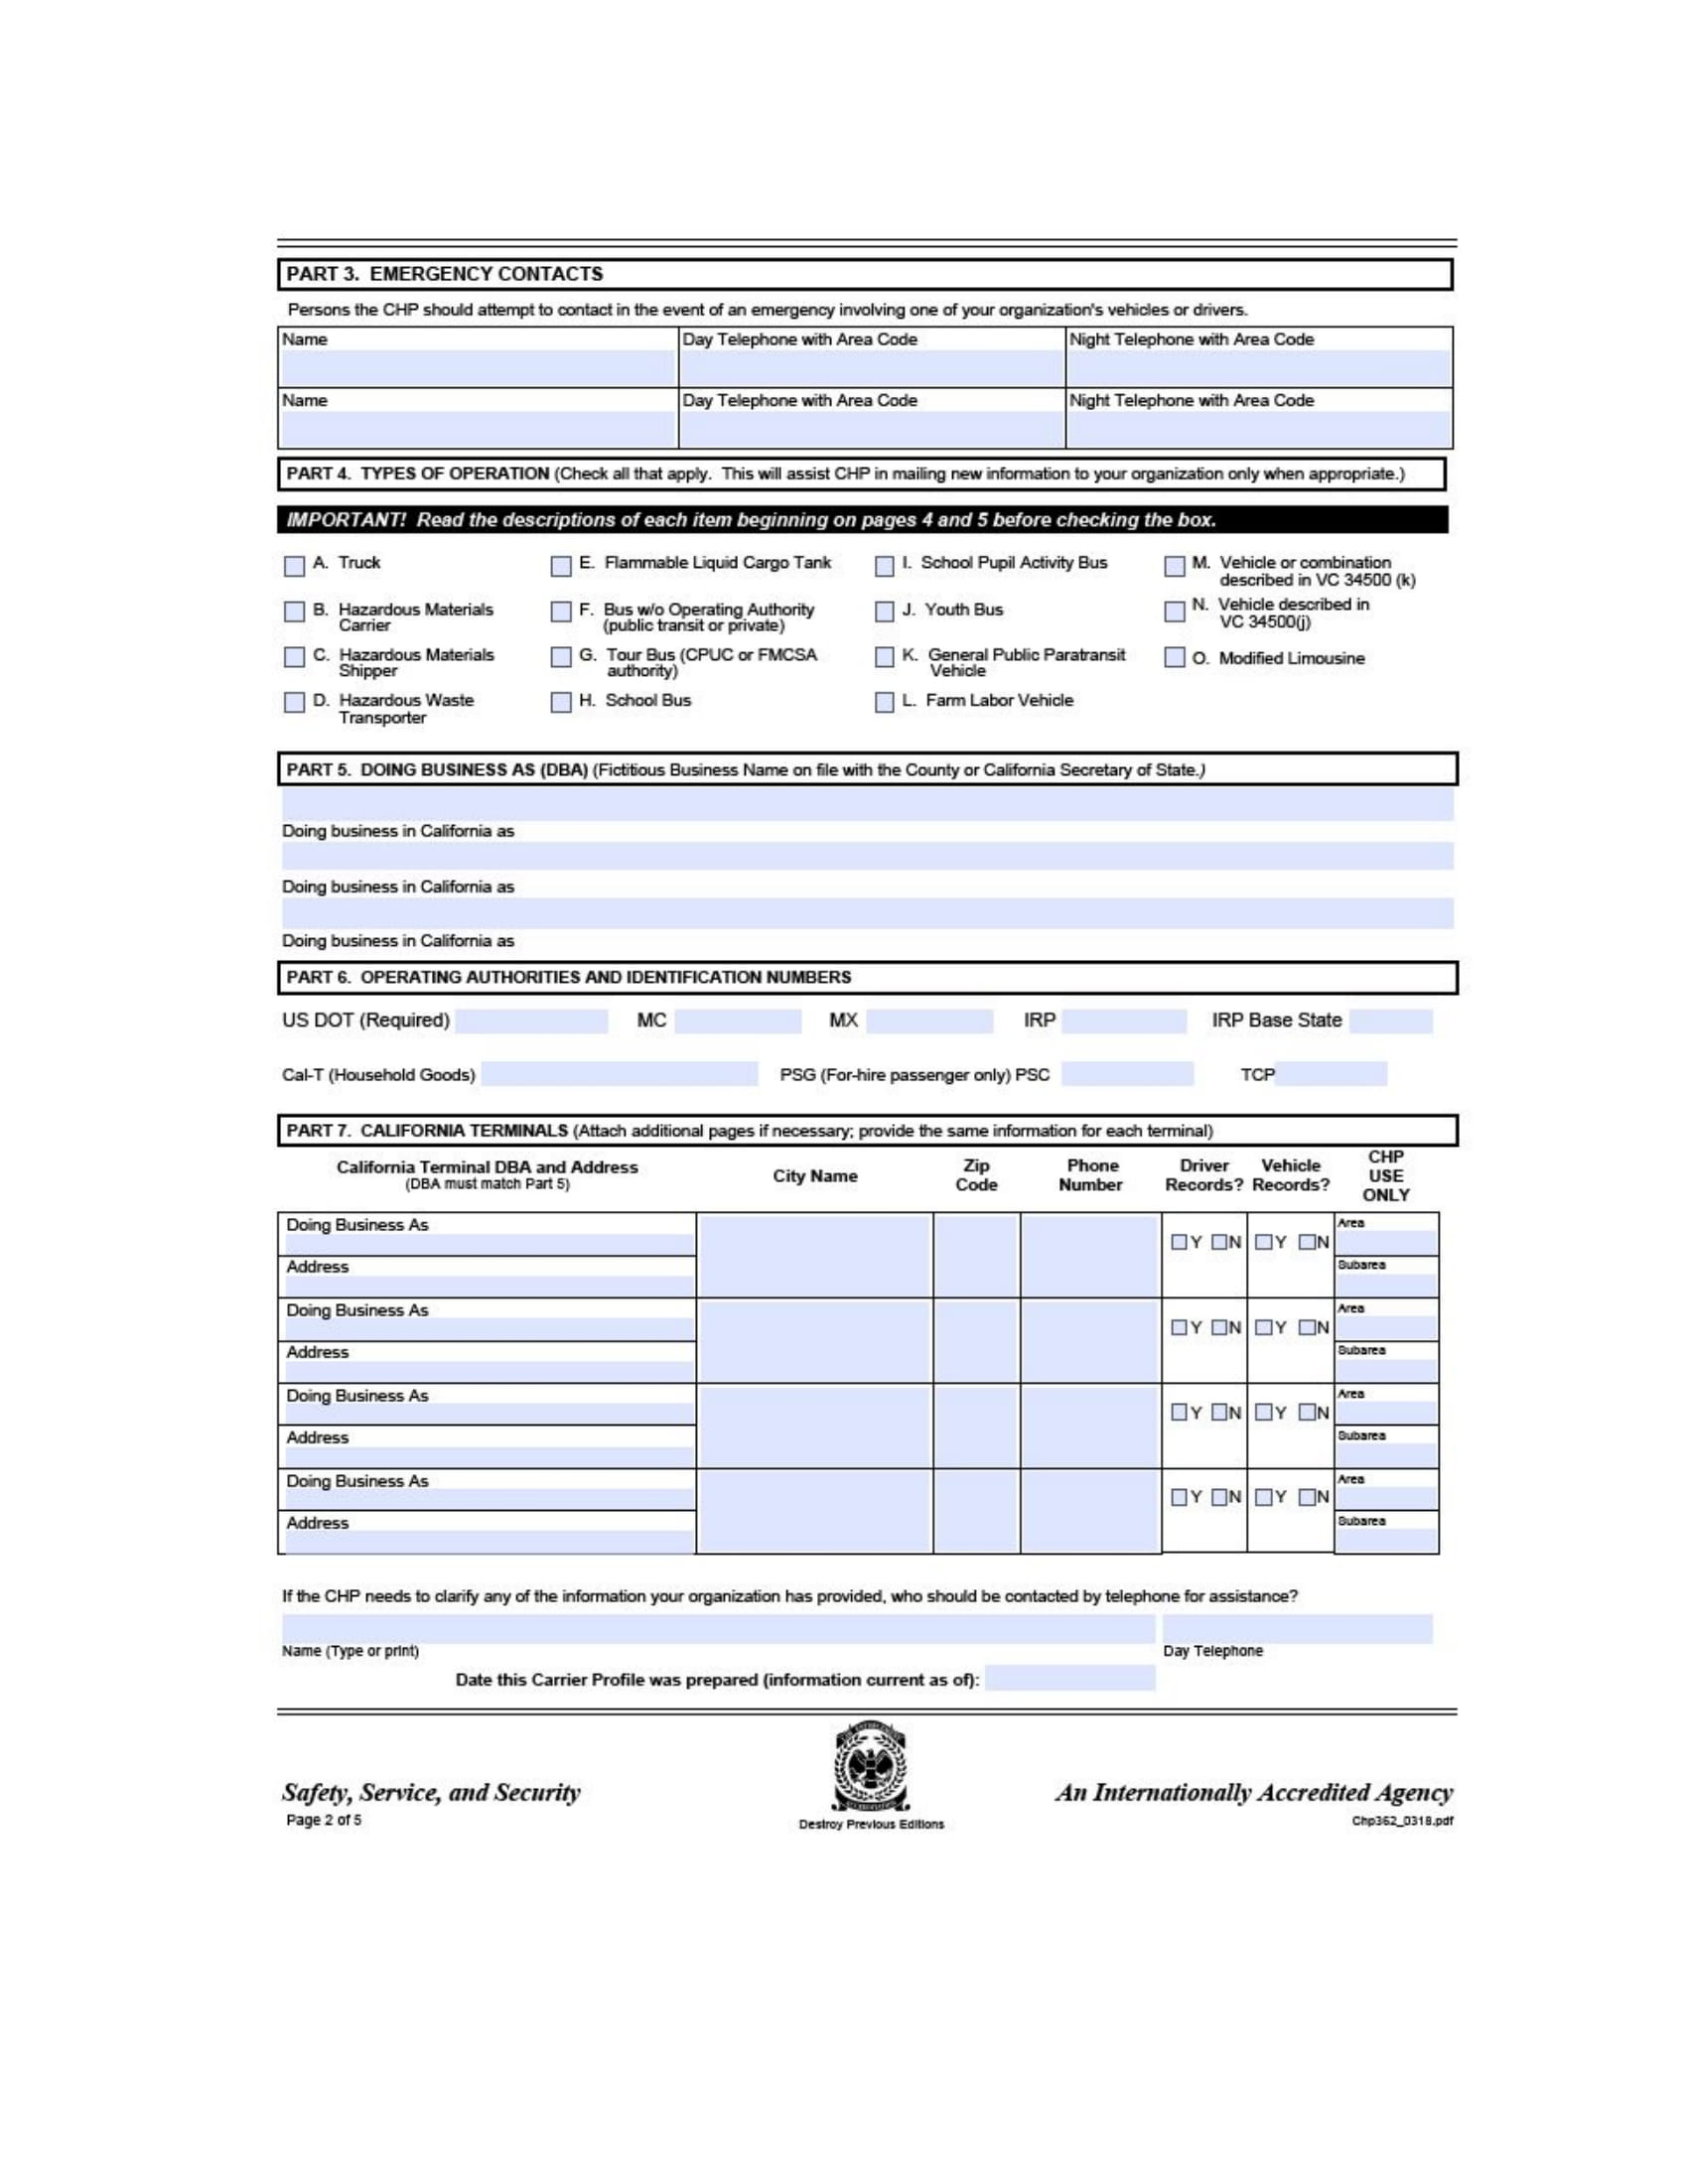 PART 3. EMERGENCY CONTACTS
Persons the CHP should attempt to contact in the event of an emergency involving one of your organization's vehicles or drivers.
Name Day Telephone with Area Code Night Telephone with Area Code
Name Day Telephone with Area Code Night Telephone with Area Code
PART 4. TYPES OF OPERATION (Check all that apply. This will assist CHP in mailing new information to your organization only when appropriate.)
IMPORTANT! Read the descriptions of each item beginning on pages 4 and 5 before checking the box.
A. Truck
B. Hazardous Materials
Carrier
C. Hazardous Materials
Shipper
D. Hazardous Waste
Transporter
E. Flammable Liquid Cargo Tank
F. Bus w/o Operating Authority
(public transit or private)
G. Tour Bus (CPUC or FMCSA
authority)
H. School Bus
I. School Pupil Activity Bus
J. Youth Bus
K. General Public Paratransit
Vehicle
L. Farm Labor Vehicle
M. Vehicle or combination
described in VC 34500 (k)
N. Vehicle described in
VC 34500(j)
O. Modified Limousine
PART 5. DOING BUSINESS AS (DBA) (Fictitious Business Name on file with the County or California Secretary of State.)
Doing business in California as
Doing business in California as
Doing business in California as
PART 6. OPERATING AUTHORITIES AND IDENTIFICATION NUMBERS
US DOT (Required) MC MX IRP IRP Base State
Cal-T (Household Goods) PSG (For-hire passenger only) PSC TCP
PART 7. CALIFORNIA TERMINALS (Attach additional pages if necessary; provide the same information for each terminal)
California Terminal DBA and Address
(DBA must match Part 5)
City Name
Zip
Code
Phone
Number
Driver
Records?
Vehicle
Records?
CHP
USE
ONLY
Doing Business As
Y N Y N
Area
Address
Subarea
Doing Business As
Y N Y N
Area
Address
Subarea
Doing Business As
Y N Y N
Area
Address
Subarea
Doing Business As
Y N Y N
Area
Address
Subarea
If the CHP needs to clarify any of the information your organization has provided, who should be contacted by telephone for assistance?
Name (Type or print) Day Telephone
Date this Carrier Profile was prepared (information current as of):
Safety, Service, and Security An Internationally Accredited Agency
Page 2 of 5 Destroy Previous Editions Chp362_0318.pdf